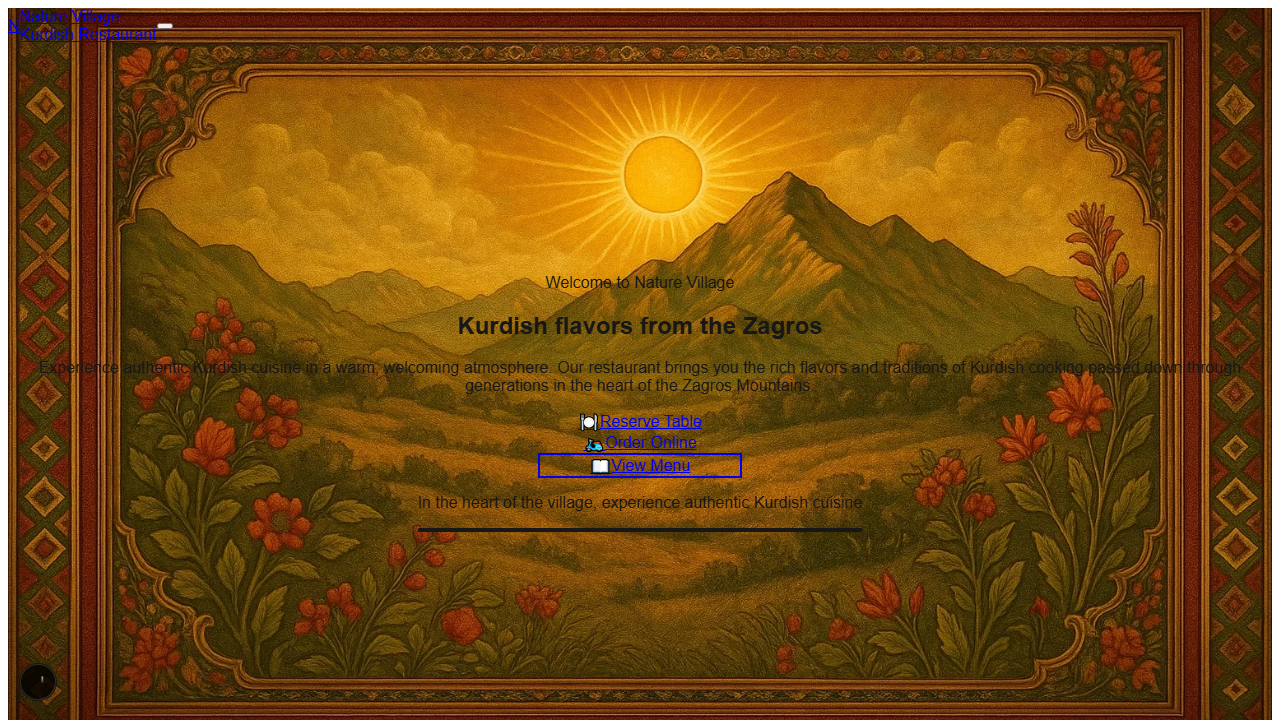 N
Nature Village
Kurdish Restaurant
Welcome to Nature Village
Kurdish flavors from the Zagros
Experience authentic Kurdish cuisine in a warm, welcoming atmosphere. Our restaurant brings you the rich flavors and traditions of Kurdish cooking passed down through
generations in the heart of the Zagros Mountains.
Reserve Table
Order Online
View Menu
In the heart of the village, experience authentic Kurdish cuisine